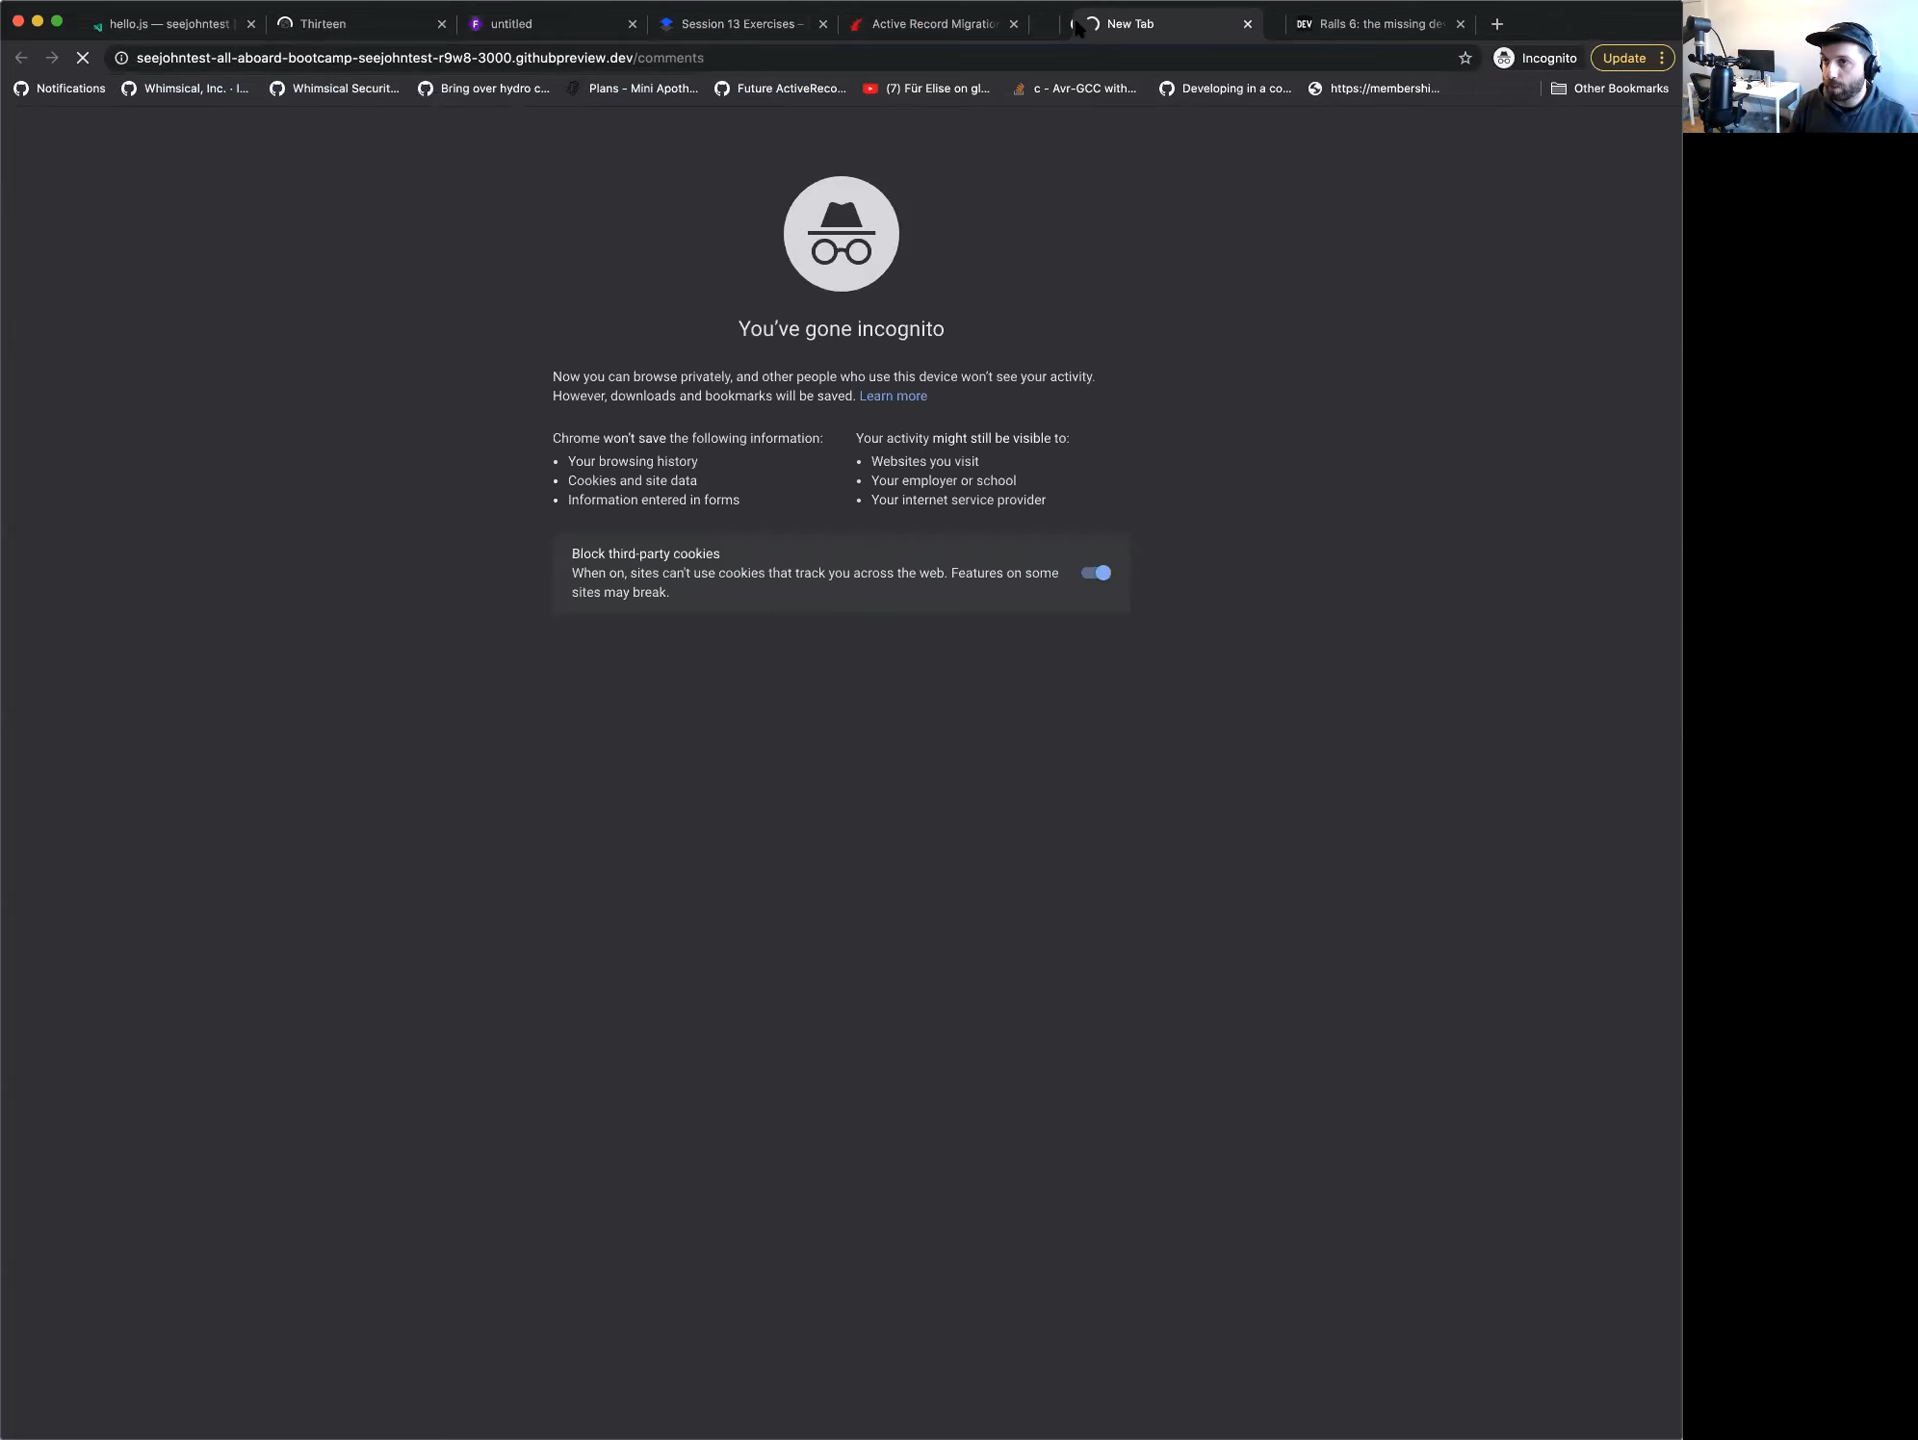 hello.js — seejohntest
Thirteen
untitled
Session 13 Exercises –
Active Record Migration
New Tab
Rails 6: the missing de
seejohntest-all-aboard-bootcamp-seejohntest-r9w8-3000.githubpreview.dev/comments
Incognito
Update
Notifications
Whimsical, Inc. · I...
Whimsical Securit...
Bring over hydro c...
Plans - Mini Apoth...
Future ActiveReco...
(7) Für Elise on gl...
c - Avr-GCC with...
Developing in a co...
https://membershi...
Other Bookmarks
You've gone incognito
Now you can browse privately, and other people who use this device won't see your activity.
However, downloads and bookmarks will be saved. Learn more
Chrome won't save the following information:
• Your browsing history
• Cookies and site data
• Information entered in forms
Your activity might still be visible to:
• Websites you visit
• Your employer or school
• Your internet service provider
Block third-party cookies
When on, sites can't use cookies that track you across the web. Features on some
sites may break.